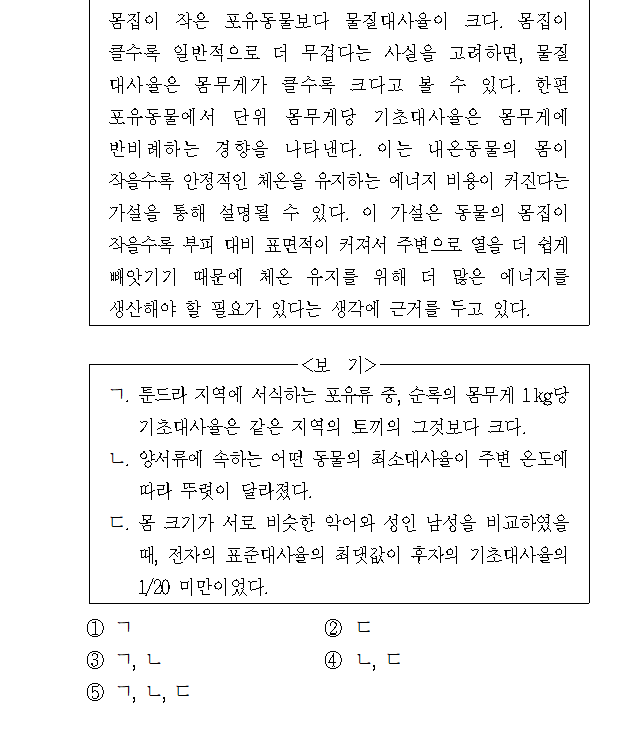 몸집이 작은 포유동물보다 물질대사율이 크다. 몸집이
클수록 일반적으로 더 무겁다는 사실을 고려하면, 물질
대사율은 몸무게가 클수록 크다고 볼 수 있다. 한편
포유동물에서 단위 몸무게당 기초대사율은 몸무게에
반비례하는 경향을 나타낸다. 이는 내온동물의 몸이
작을수록 안정적인 체온을 유지하는 에너지 비용이 커진다는
가설을 통해 설명될 수 있다. 이 가설은 동물의 몸집이
작을수록 부피 대비 표면적이 커져서 주변으로 열을 더 쉽게
빼앗기기 때문에 체온 유지를 위해 더 많은 에너지를
생산해야 할 필요가 있다는 생각에 근거를 두고 있다.
<보 기>
ㄱ. 툰드라 지역에 서식하는 포유류 중, 순록의 몸무게 1kg당
기초대사율은 같은 지역의 토끼의 그것보다 크다.
ㄴ. 양서류에 속하는 어떤 동물의 최소대사율이 주변 온도에
따라 뚜렷이 달라졌다.
ㄷ. 몸 크기가 서로 비슷한 악어와 성인 남성을 비교하였을
때, 전자의 표준대사율의 최댓값이 후자의 기초대사율의
1/20 미만이었다.
① ㄱ ② ㄷ
③ ㄱ, ㄴ ④ ㄴ, ㄷ
⑤ ㄱ, ㄴ, ㄷ